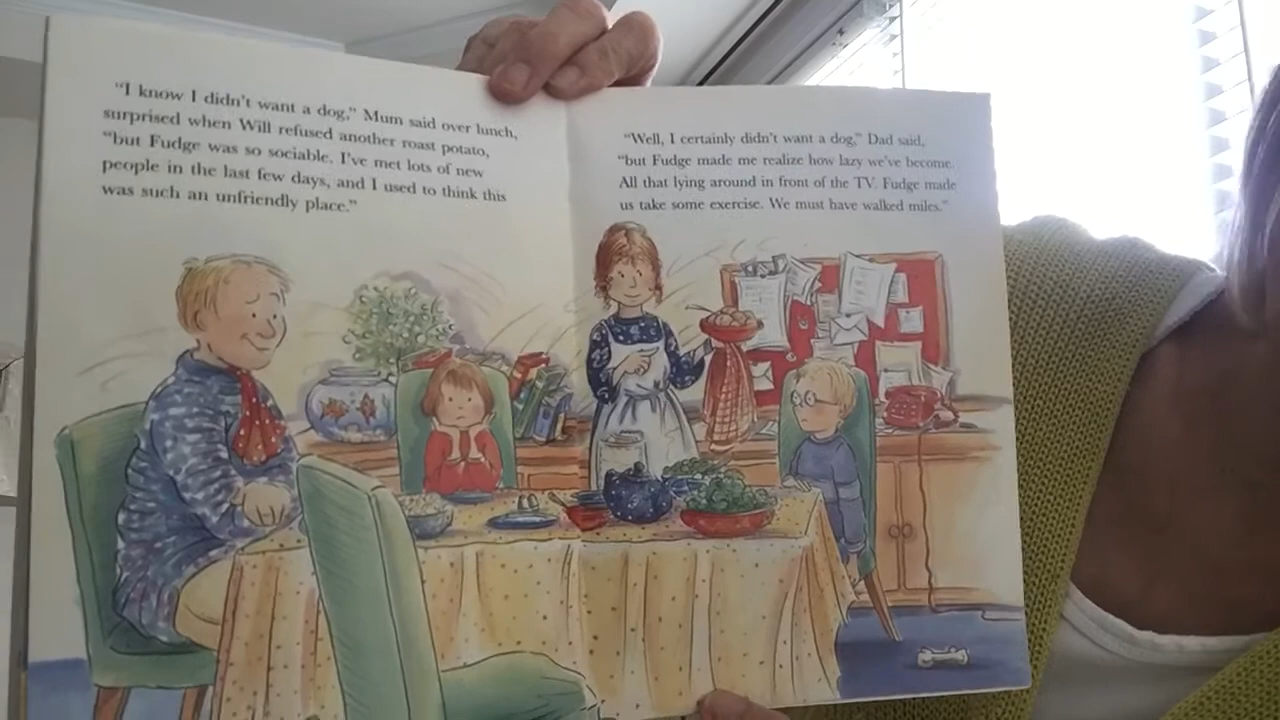 “I know I didn’t want a dog,” Mum said over lunch,
surprised when Will refused another roast potato,
“but Fudge was so sociable. I’ve met lots of new
people in the last few days, and I used to think this
was such an unfriendly place.”
“Well, I certainly didn’t want a dog,” Dad said,
“but Fudge made me realize how lazy we’ve become.
All that lying around in front of the TV. Fudge made
us take some exercise. We must have walked miles.”